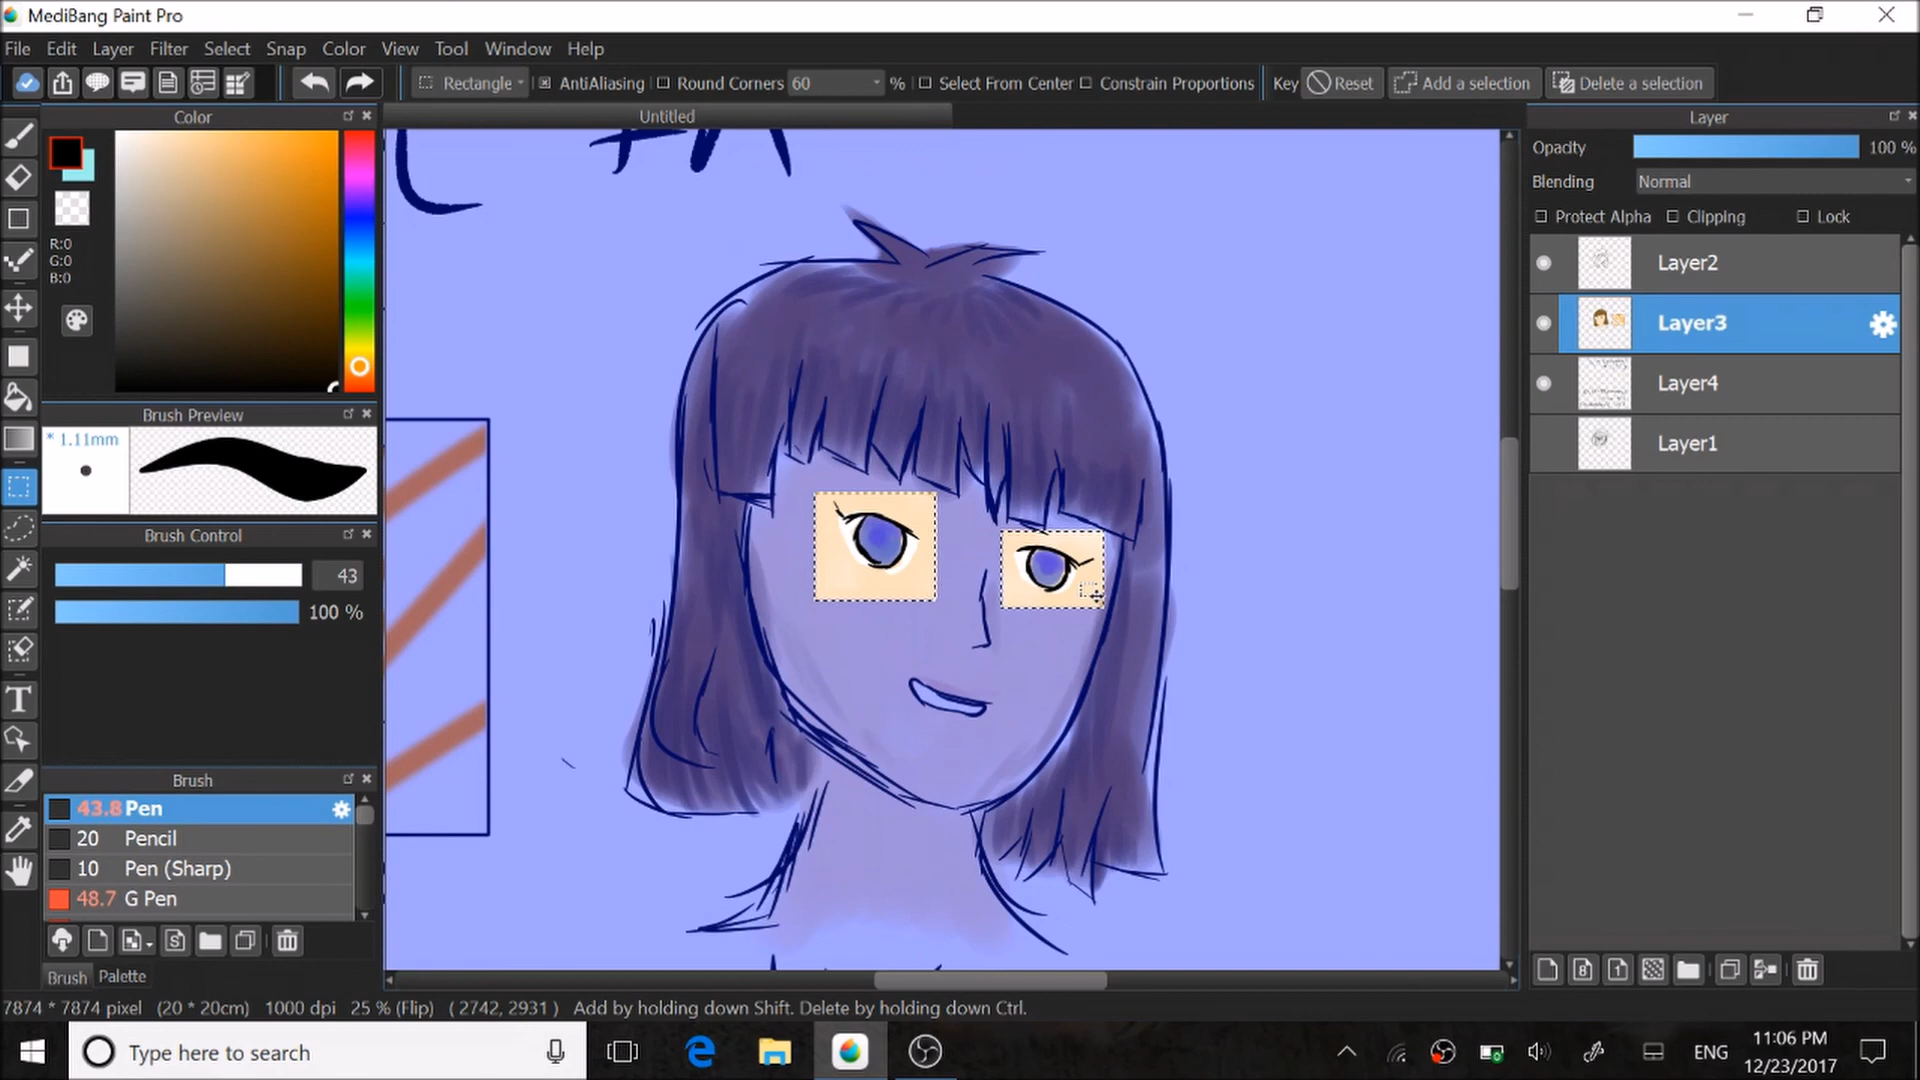 MediBang Paint Pro
File Edit Layer Filter Select Snap Color View Tool Window Help
Rectangle AntiAliasing Round Corners 60 % Select From Center Constrain Proportions Key Reset Add a selection Delete a selection
Color
R:0
G:0
B:0
Brush Preview
* 1.11mm
Brush Control
43
100 %
Brush
43.8 Pen
20 Pencil
10 Pen (Sharp)
48.7 G Pen
Brush Palette
Untitled
Layer
Opacity 100 %
Blending Normal
Protect Alpha Clipping Lock
Layer2
Layer3
Layer4
Layer1
7874 * 7874 pixel (20 * 20cm) 1000 dpi 25 % (Flip) ( 2742, 2931 ) Add by holding down Shift. Delete by holding down Ctrl.
Type here to search
ENG
11:06 PM
12/23/2017